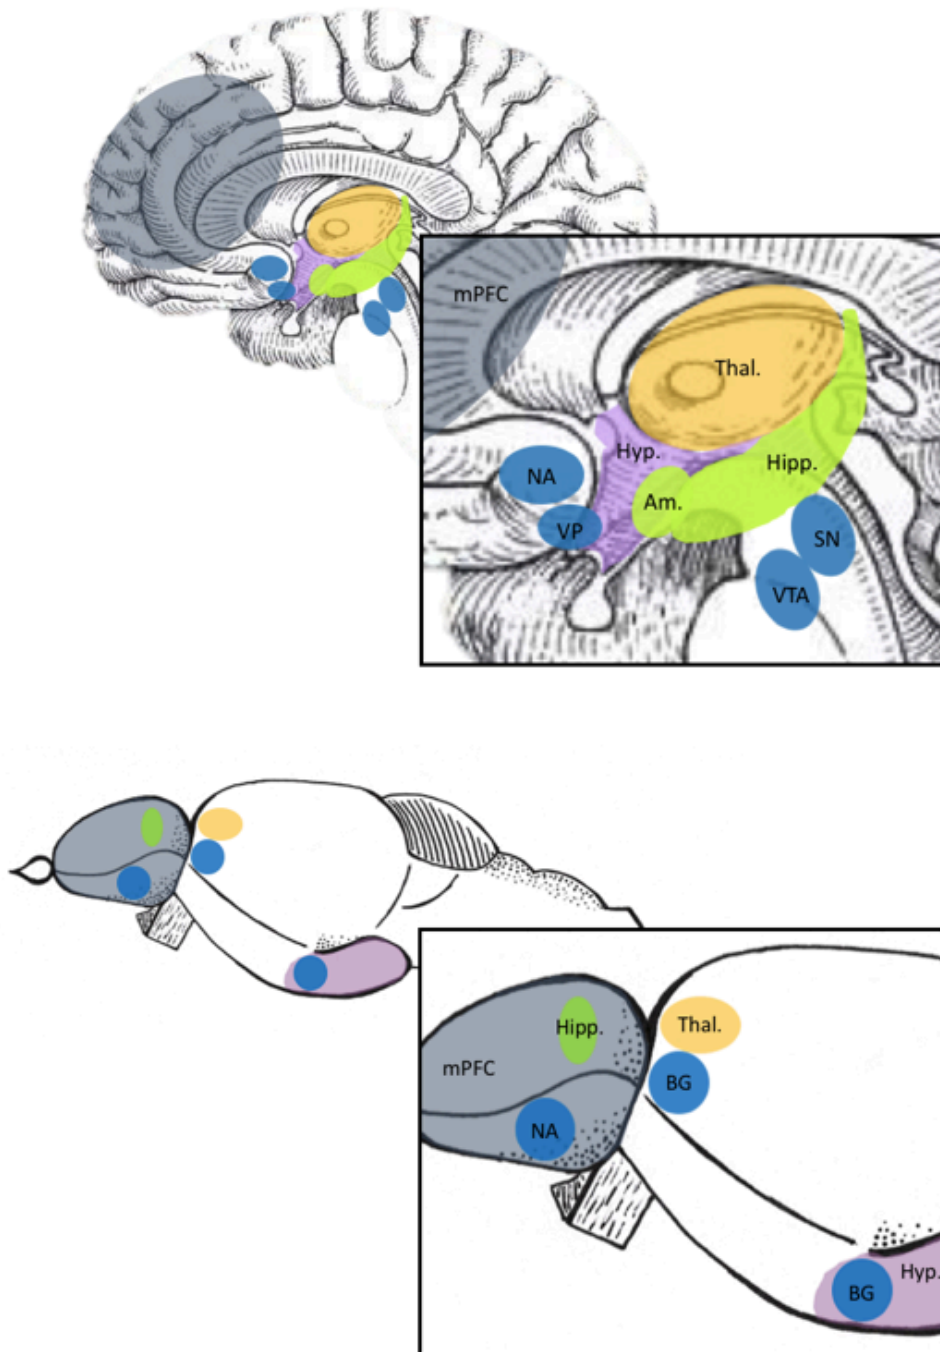 mPFC
Thal.
Hyp.
Hipp.
NA
Am.
VP
SN
VTA
Hipp.
Thal.
mPFC
BG
NA
Hyp.
BG